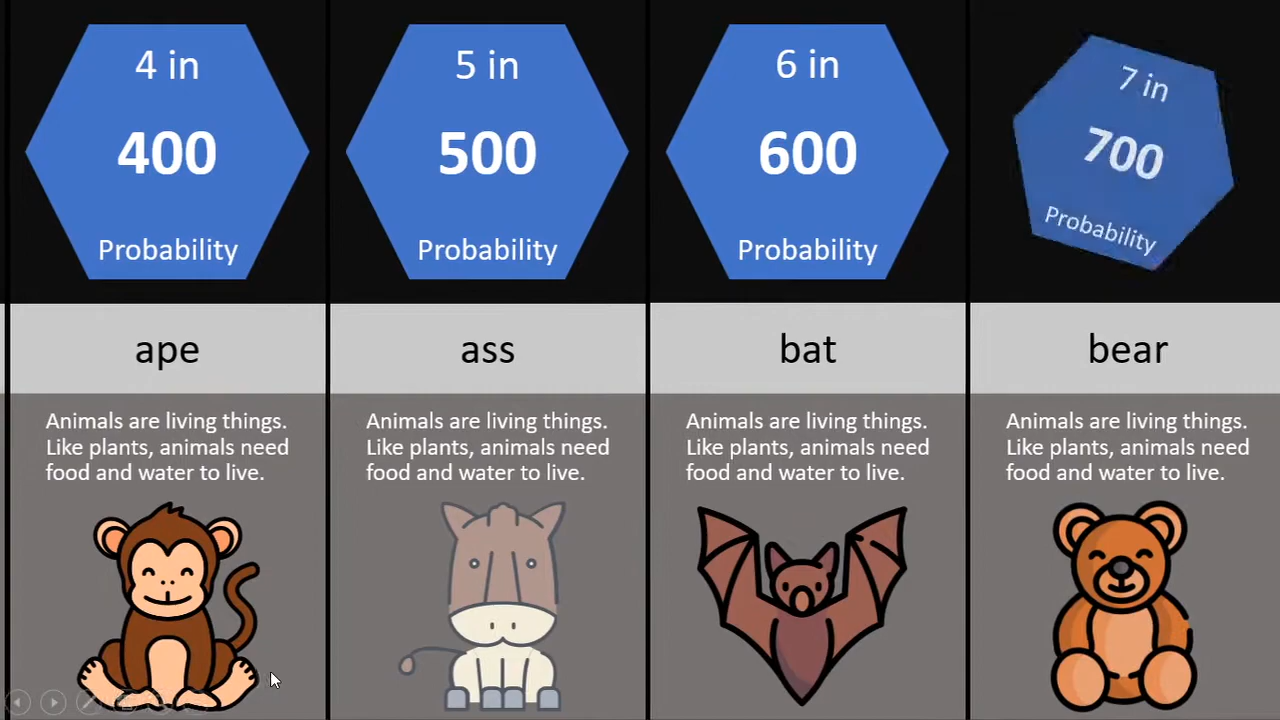 4 in
400
Probability
ape
Animals are living things.
Like plants, animals need
food and water to live.
5 in
500
Probability
ass
Animals are living things.
Like plants, animals need
food and water to live.
6 in
600
Probability
bat
Animals are living things.
Like plants, animals need
food and water to live.
7 in
700
Probability
bear
Animals are living things.
Like plants, animals need
food and water to live.